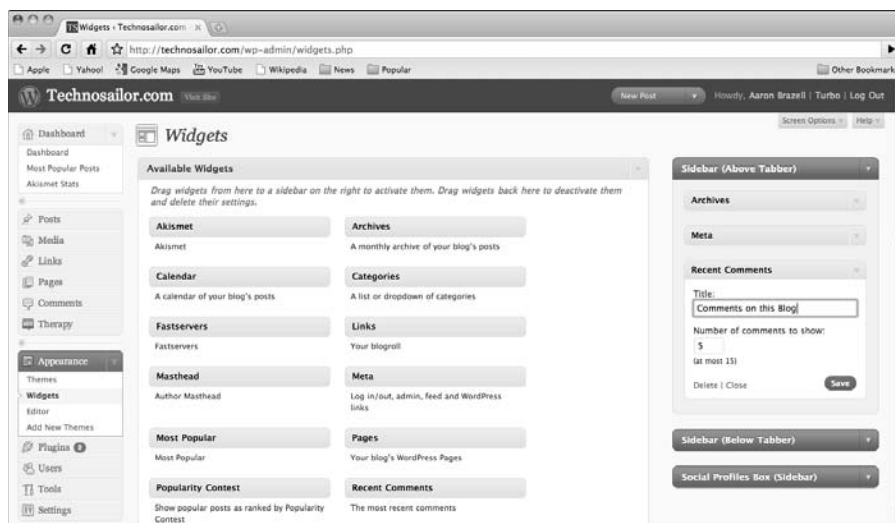 Widgets ‹ Technosailor.com
http://technosailor.com/wp-admin/widgets.php
Apple Yahoo! Google Maps YouTube Wikipedia News Popular Other Bookmark
Technosailor.com Visit Site New Post Howdy, Aaron Brazell | Turbo | Log Out
Screen Options Help
Dashboard
Dashboard
Most Popular Posts
Akismet Stats
Posts
Media
Links
Pages
Comments
Therapy
Appearance
Themes
Widgets
Editor
Add New Themes
Plugins
Users
Tools
Settings
Widgets
Available Widgets
Drag widgets from here to a sidebar on the right to activate them. Drag widgets back here to deactivate them
and delete their settings.
Akismet
Akismet
Archives
A monthly archive of your blog's posts
Calendar
A calendar of your blog's posts
Categories
A list or dropdown of categories
Fastservers
Fastservers
Links
Your blogroll
Masthead
Author Masthead
Meta
Log in/out, admin, feed and WordPress
links
Most Popular
Most Popular
Pages
Your blog's WordPress Pages
Popularity Contest
Show popular posts as ranked by Popularity
Contest
Recent Comments
The most recent comments
Sidebar (Above Tabber)
Archives
Meta
Recent Comments
Title:
Comments on this Blog
Number of comments to show:
5
(at most 15)
Delete | Close Save
Sidebar (Below Tabber)
Social Profiles Box (Sidebar)